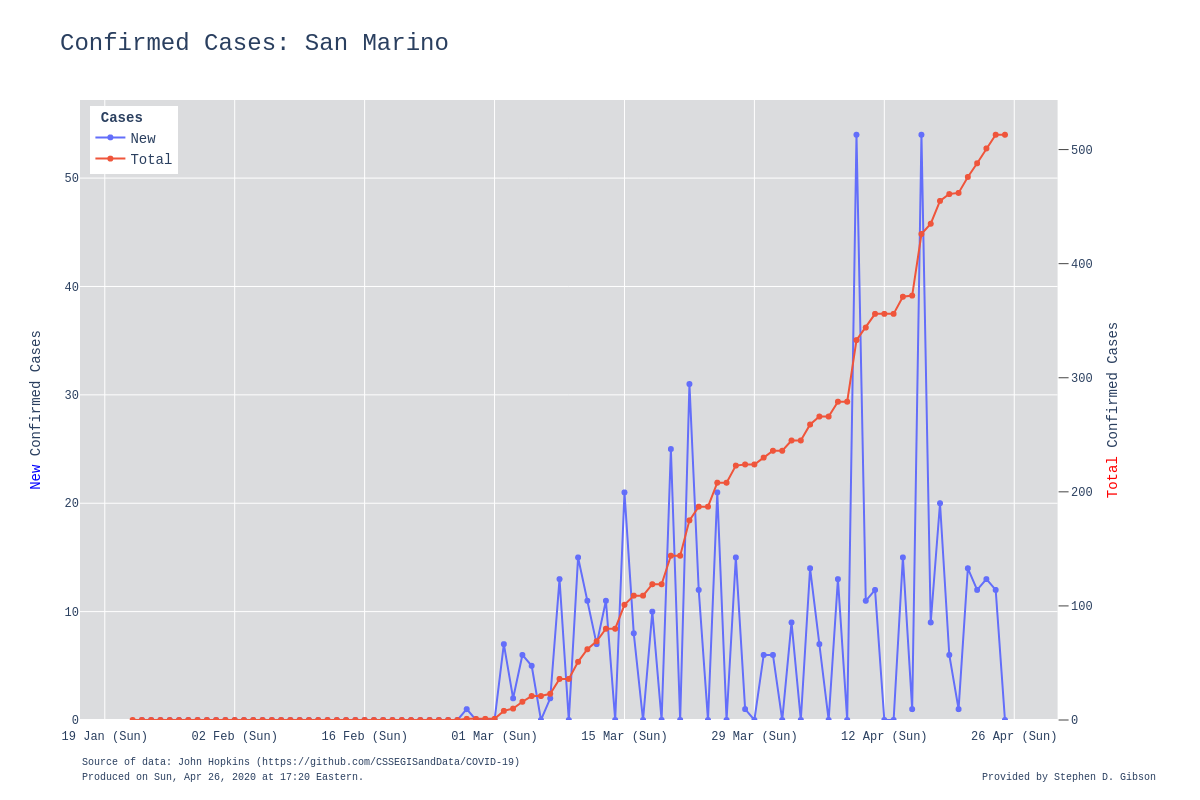 Confirmed Cases: San Marino
Cases
New
Total
50
40
30
20
10
0
New Confirmed Cases
500
400
300
200
100
0
Total Confirmed Cases
19 Jan (Sun) 02 Feb (Sun) 16 Feb (Sun) 01 Mar (Sun) 15 Mar (Sun) 29 Mar (Sun) 12 Apr (Sun) 26 Apr (Sun)
Source of data: John Hopkins (https://github.com/CSSEGISandData/COVID-19)
Produced on Sun, Apr 26, 2020 at 17:20 Eastern.
Provided by Stephen D. Gibson